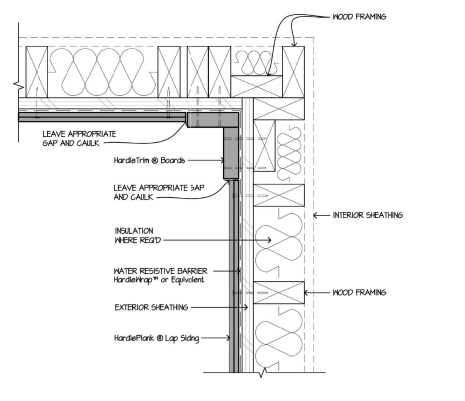 WOOD FRAMING
LEAVE APPROPRIATE
GAP AND CAULK
HardieTrim ® Boards
LEAVE APPROPRIATE GAP
AND CAULK
INTERIOR SHEATHING
INSULATION
WHERE REQ'D
WATER RESISTIVE BARRIER
HardieWrap™ or Equivalent
WOOD FRAMING
EXTERIOR SHEATHING
HardiePlank ® Lap Siding